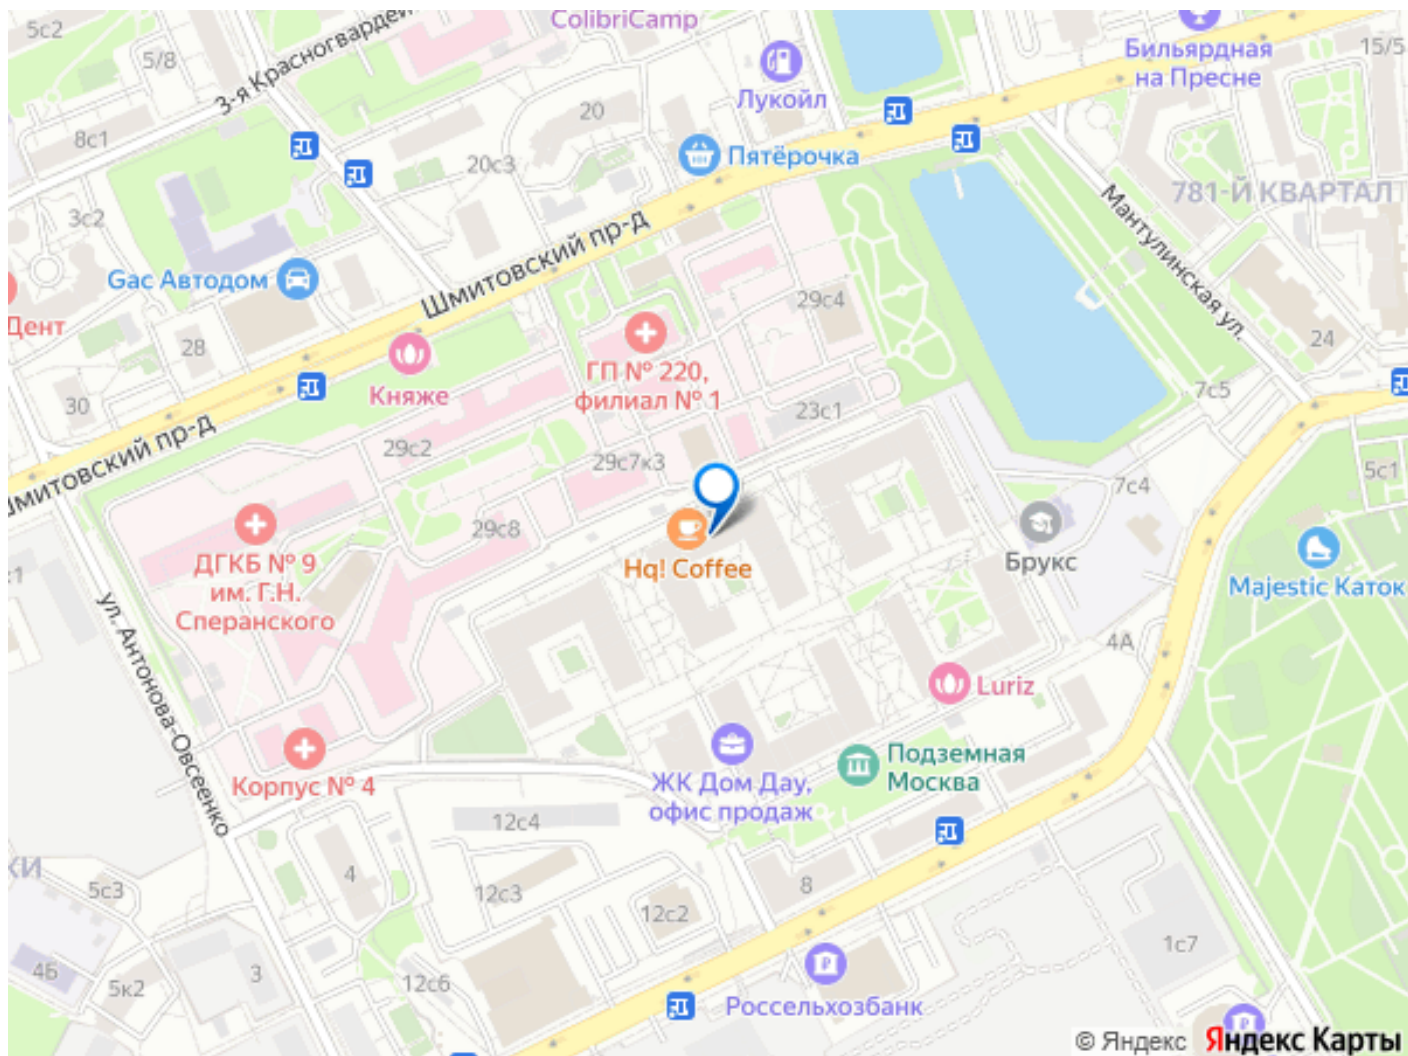 5с2
ColibriCamp
5/8
3-я Красногвардей
Бильярдная
на Пресне
15/5
Лукойл
20
8с1
Пятёрочка
20с3
781-Й КВАРТАЛ
Мантулинская ул.
3с2
Шмитовский пр-д
Gac Автодом
29с4
Дент
28
24
ГП № 220,
филиал № 1
Княже
7с5
30
23с1
Шмитовский пр-д
29с2
29с7к3
5с1
7с4
29с8
ДГКБ № 9
им. Г.Н.
Сперанского
Hq! Coffee
Брукс
Majestic Каток
ул. Антонова-Овсеенко
4А
Luriz
Подземная
Москва
Корпус № 4
ЖК Дом Дау,
офис продаж
12с4
КИ
4
8
5с3
12с3
12с2
1с7
4Б
3
5к2
12с6
Россельхозбанк
© Яндекс Яндекс Карты